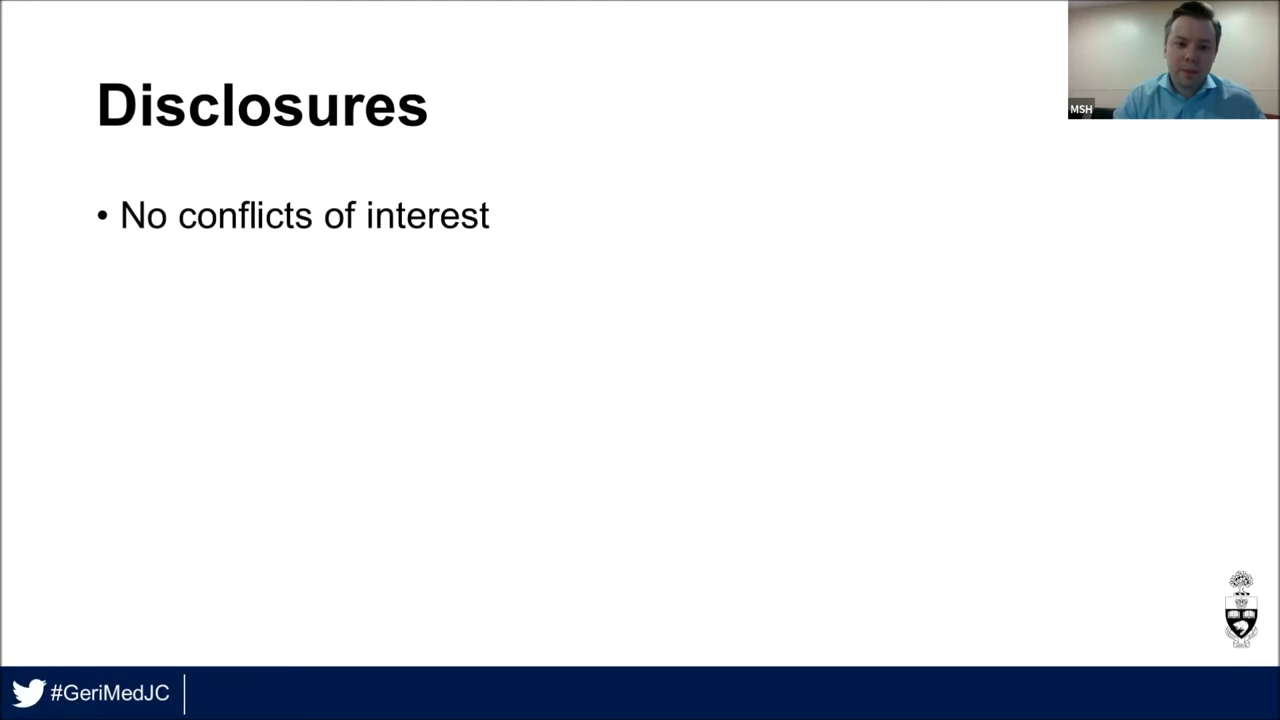 MSH
Disclosures
• No conflicts of interest
#GeriMedJC